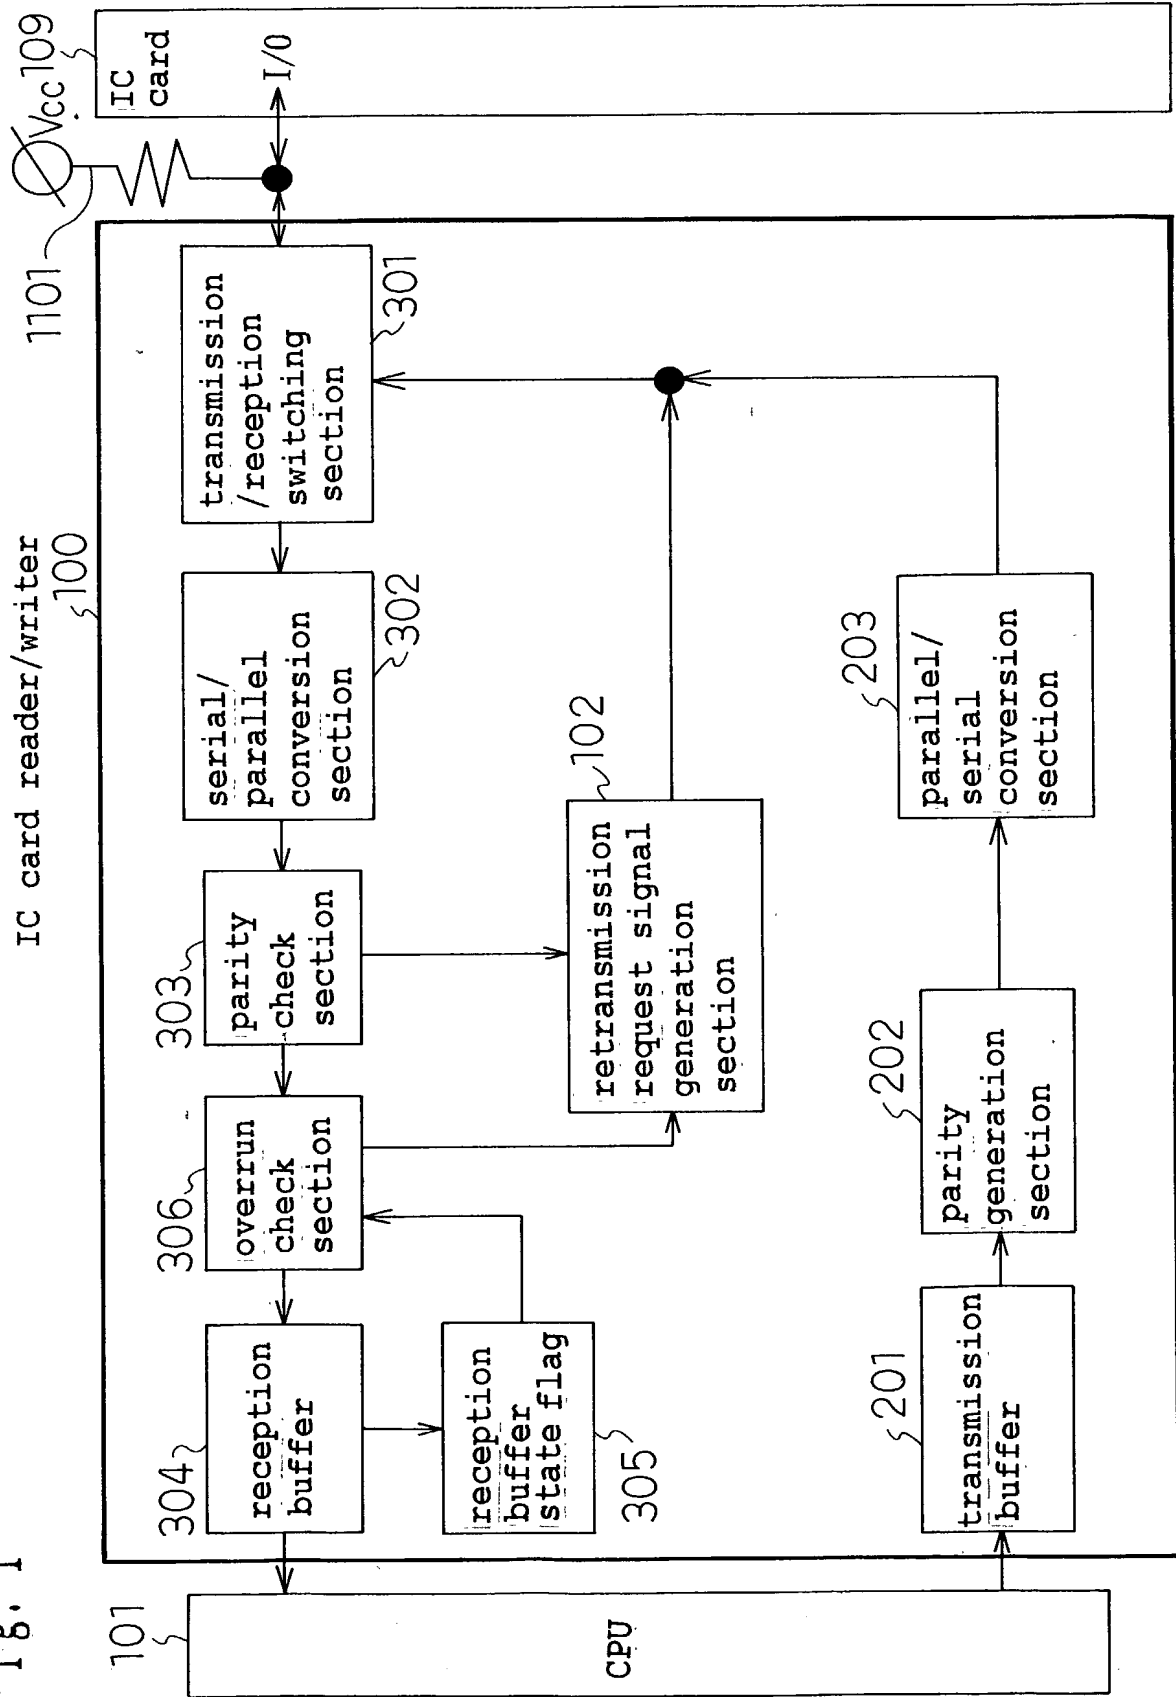 Fig. 1
IC card reader/writer
100
1101
Vcc
109
IC
card
I/O
transmission
/reception
switching
section
301
serial/
parallel
conversion
section
302
303
parity
check
section
306
overrun
check
section
304
reception
buffer
reception
buffer
state flag
305
retransmission
request signal
generation
section
102
101
CPU
201
transmission
buffer
202
parity
generation
section
203
parallel/
serial
conversion
section